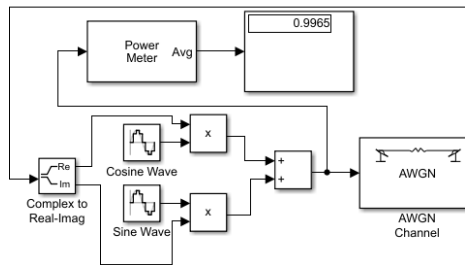 0.9965
Power
Meter
Avg
Re
Im
Complex to
Real-Imag
x
Cosine Wave
x
Sine Wave
+
+
AWGN
AWGN
Channel